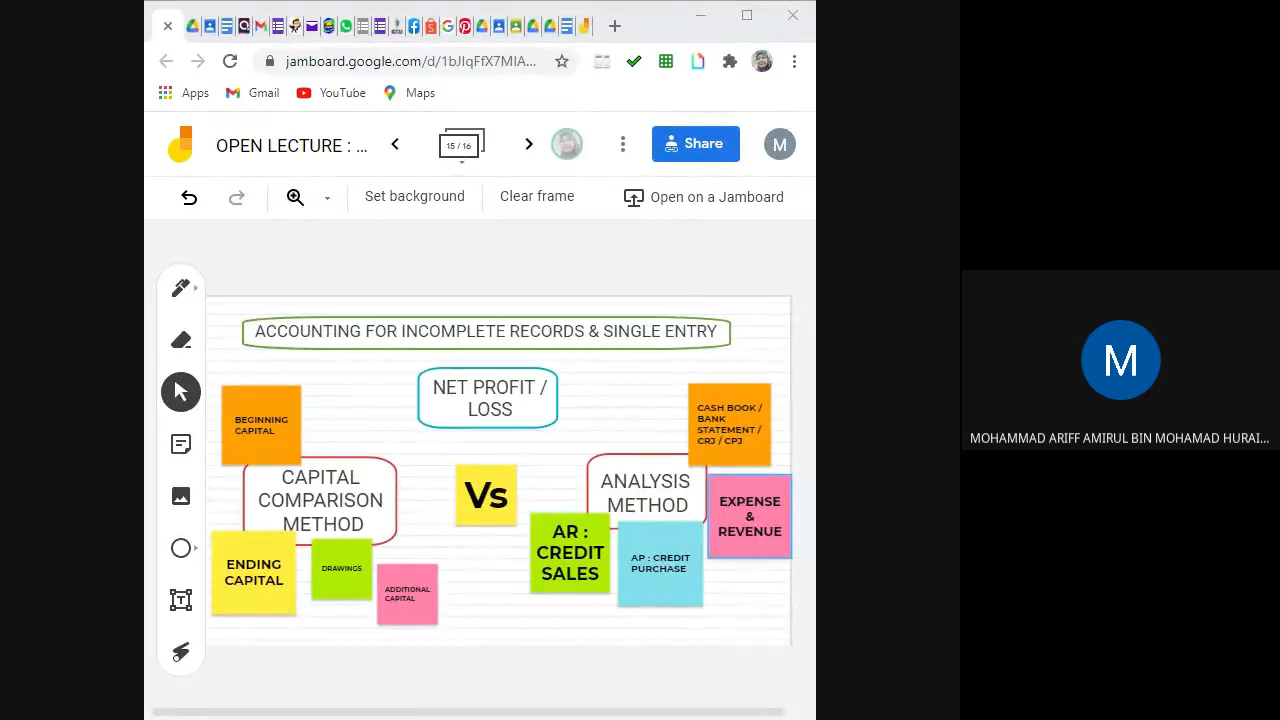 jamboard.google.com/d/1bJIqFfX7MIA...
Apps
Gmail
YouTube
Maps
OPEN LECTURE : ...
15 / 16
Share
M
Set background
Clear frame
Open on a Jamboard
ACCOUNTING FOR INCOMPLETE RECORDS & SINGLE ENTRY
NET PROFIT /
LOSS
BEGINNING
CAPITAL
CAPITAL
COMPARISON
METHOD
ENDING
CAPITAL
DRAWINGS
ADDITIONAL
CAPITAL
Vs
CASH BOOK /
BANK
STATEMENT /
CRJ / CPJ
ANALYSIS
METHOD
EXPENSE
&
REVENUE
AR :
CREDIT
SALES
AP : CREDIT
PURCHASE
M
MOHAMMAD ARIFF AMIRUL BIN MOHAMAD HURAI...